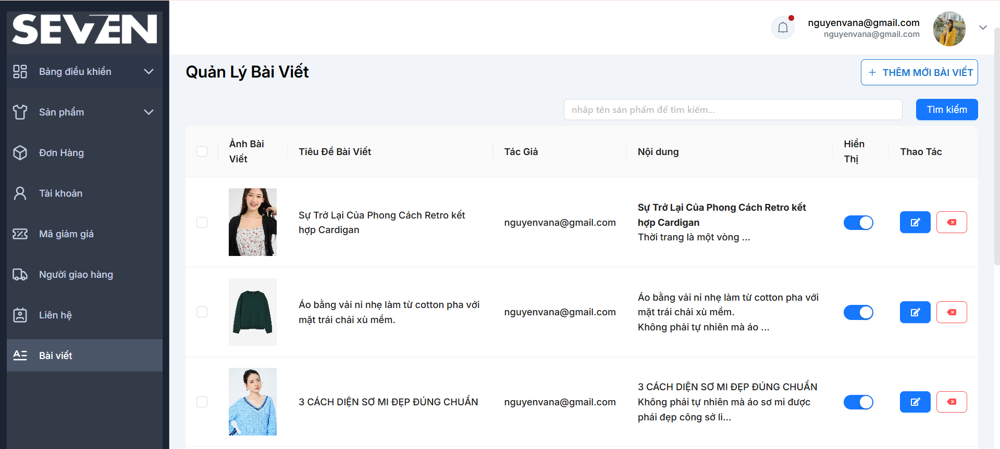 SEVEN
Bảng điều khiển
Sản phẩm
Đơn Hàng
Tài khoản
Mã giảm giá
Người giao hàng
Liên hệ
Bài viết
nguyenvana@gmail.com
nguyenvana@gmail.com
Quản Lý Bài Viết
THÊM MỚI BÀI VIẾT
nhập tên sản phẩm để tìm kiếm...
Tìm kiếm
Ảnh Bài
Viết
Tiêu Đề Bài Viết
Tác Giả
Nội dung
Hiển
Thị
Thao Tác
Sự Trở Lại Của Phong Cách Retro kết
hợp Cardigan
nguyenvana@gmail.com
Sự Trở Lại Của Phong Cách Retro kết
hợp Cardigan
Thời trang là một vòng ...
Áo bằng vải nỉ nhẹ làm từ cotton pha với
mặt trái chải xù mềm.
nguyenvana@gmail.com
Áo bằng vải nỉ nhẹ làm từ cotton pha với
mặt trái chải xù mềm.
Không phải tự nhiên mà áo ...
3 CÁCH DIỆN SƠ MI ĐẸP ĐÚNG CHUẨN
nguyenvana@gmail.com
3 CÁCH DIỆN SƠ MI ĐẸP ĐÚNG CHUẨN
Không phải tự nhiên mà áo sơ mi được
phái đẹp công sở li...